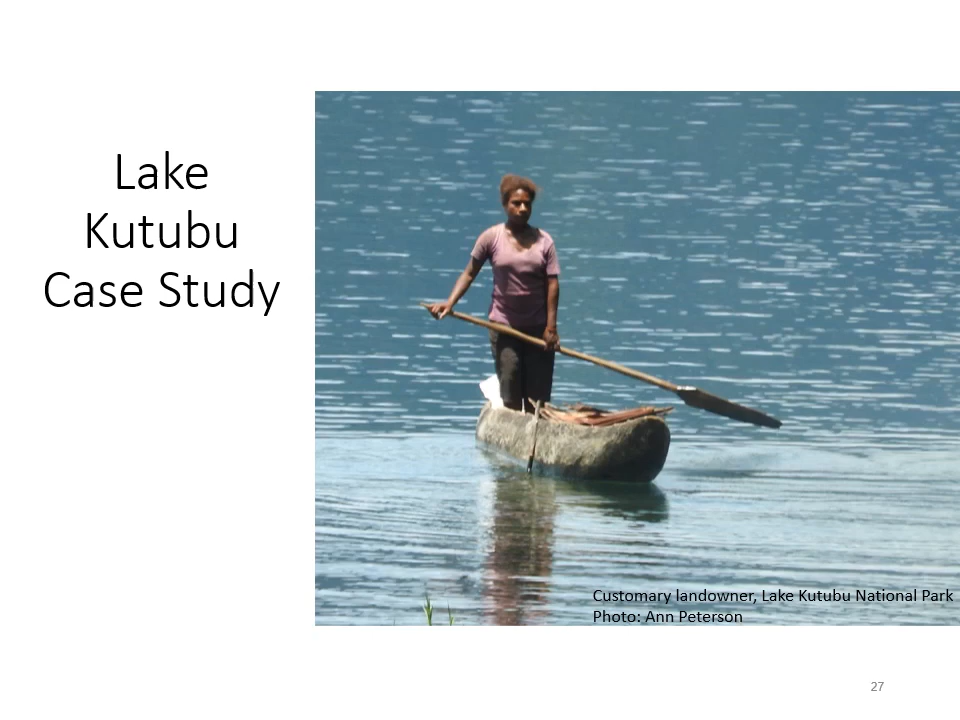 Lake
Kutubu
Case Study
Customary landowner, Lake Kutubu National Park
Photo: Ann Peterson
27